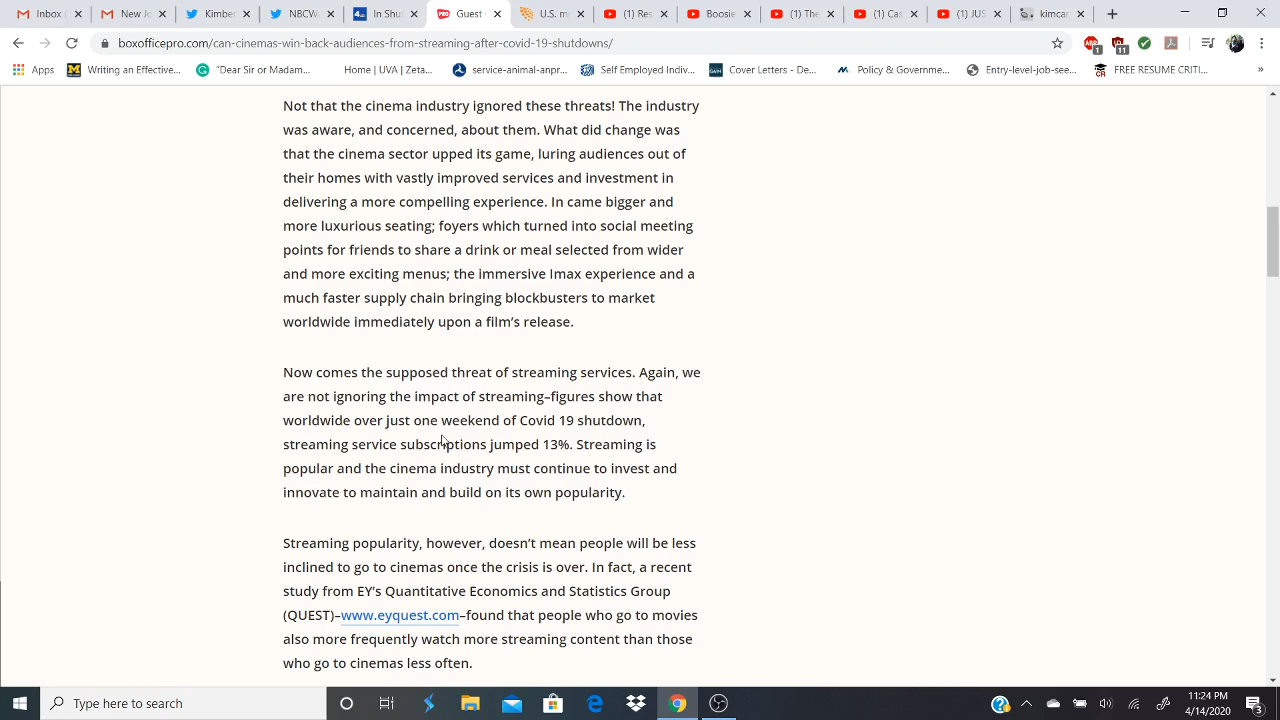 Inbox
New Jo
Kimbe
NBCW
In Shu
Guest
U.S. m
(1) Res
Boosie
(1) The
(1) Cas
(1) JUS
kimcar
boxofficepro.com/can-cinemas-win-back-audiences-from-streaming-after-covid-19-shutdowns/
1
11
Apps
Writing an Effective...
"Dear Sir or Madam...
Home | UVA | Zeta...
service-animal-anpr...
Self Employed Indiv...
Cover Letters - De...
Policy & Governme...
Entry-level-job-see...
FREE RESUME CRITI...
»
Not that the cinema industry ignored these threats! The industry
was aware, and concerned, about them. What did change was
that the cinema sector upped its game, luring audiences out of
their homes with vastly improved services and investment in
delivering a more compelling experience. In came bigger and
more luxurious seating; foyers which turned into social meeting
points for friends to share a drink or meal selected from wider
and more exciting menus; the immersive Imax experience and a
much faster supply chain bringing blockbusters to market
worldwide immediately upon a film’s release.
Now comes the supposed threat of streaming services. Again, we
are not ignoring the impact of streaming–figures show that
worldwide over just one weekend of Covid 19 shutdown,
streaming service subscriptions jumped 13%. Streaming is
popular and the cinema industry must continue to invest and
innovate to maintain and build on its own popularity.
Streaming popularity, however, doesn’t mean people will be less
inclined to go to cinemas once the crisis is over. In fact, a recent
study from EY’s Quantitative Economics and Statistics Group
(QUEST)–www.eyquest.com–found that people who go to movies
also more frequently watch more streaming content than those
who go to cinemas less often.
Type here to search
11:24 PM
4/14/2020
3